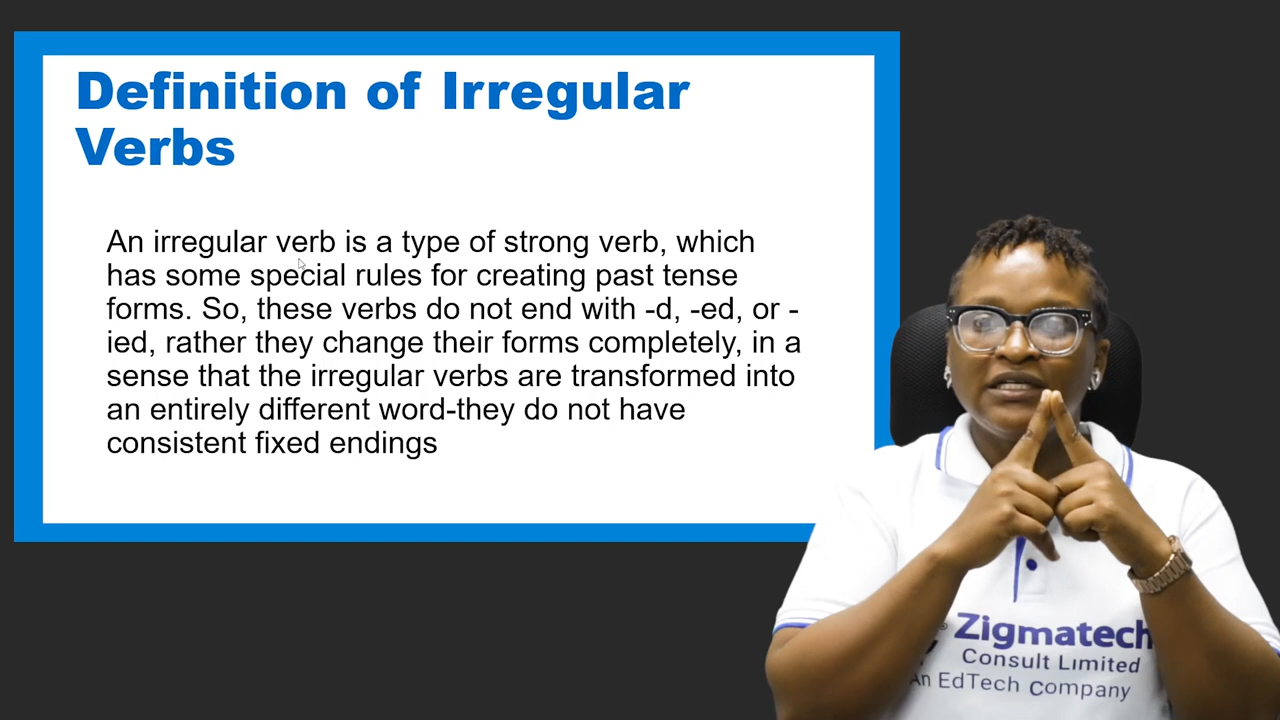 Definition of Irregular
Verbs
An irregular verb is a type of strong verb, which
has some special rules for creating past tense
forms. So, these verbs do not end with -d, -ed, or -
ied, rather they change their forms completely, in a
sense that the irregular verbs are transformed into
an entirely different word-they do not have
consistent fixed endings
Zigmatech
Consult Limited
An EdTech Company